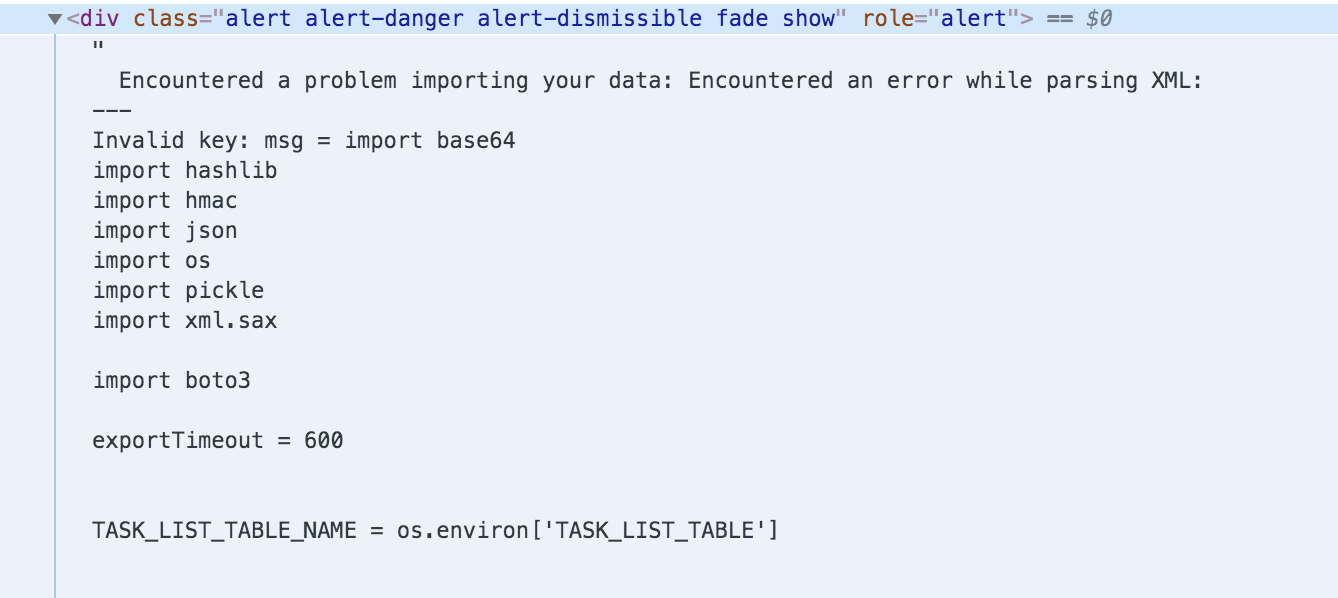 ▼<div class="alert alert-danger alert-dismissible fade show" role="alert"> == $0
"
Encountered a problem importing your data: Encountered an error while parsing XML:
---
Invalid key: msg = import base64
import hashlib
import hmac
import json
import os
import pickle
import xml.sax
import boto3
exportTimeout = 600
TASK_LIST_TABLE_NAME = os.environ['TASK_LIST_TABLE']